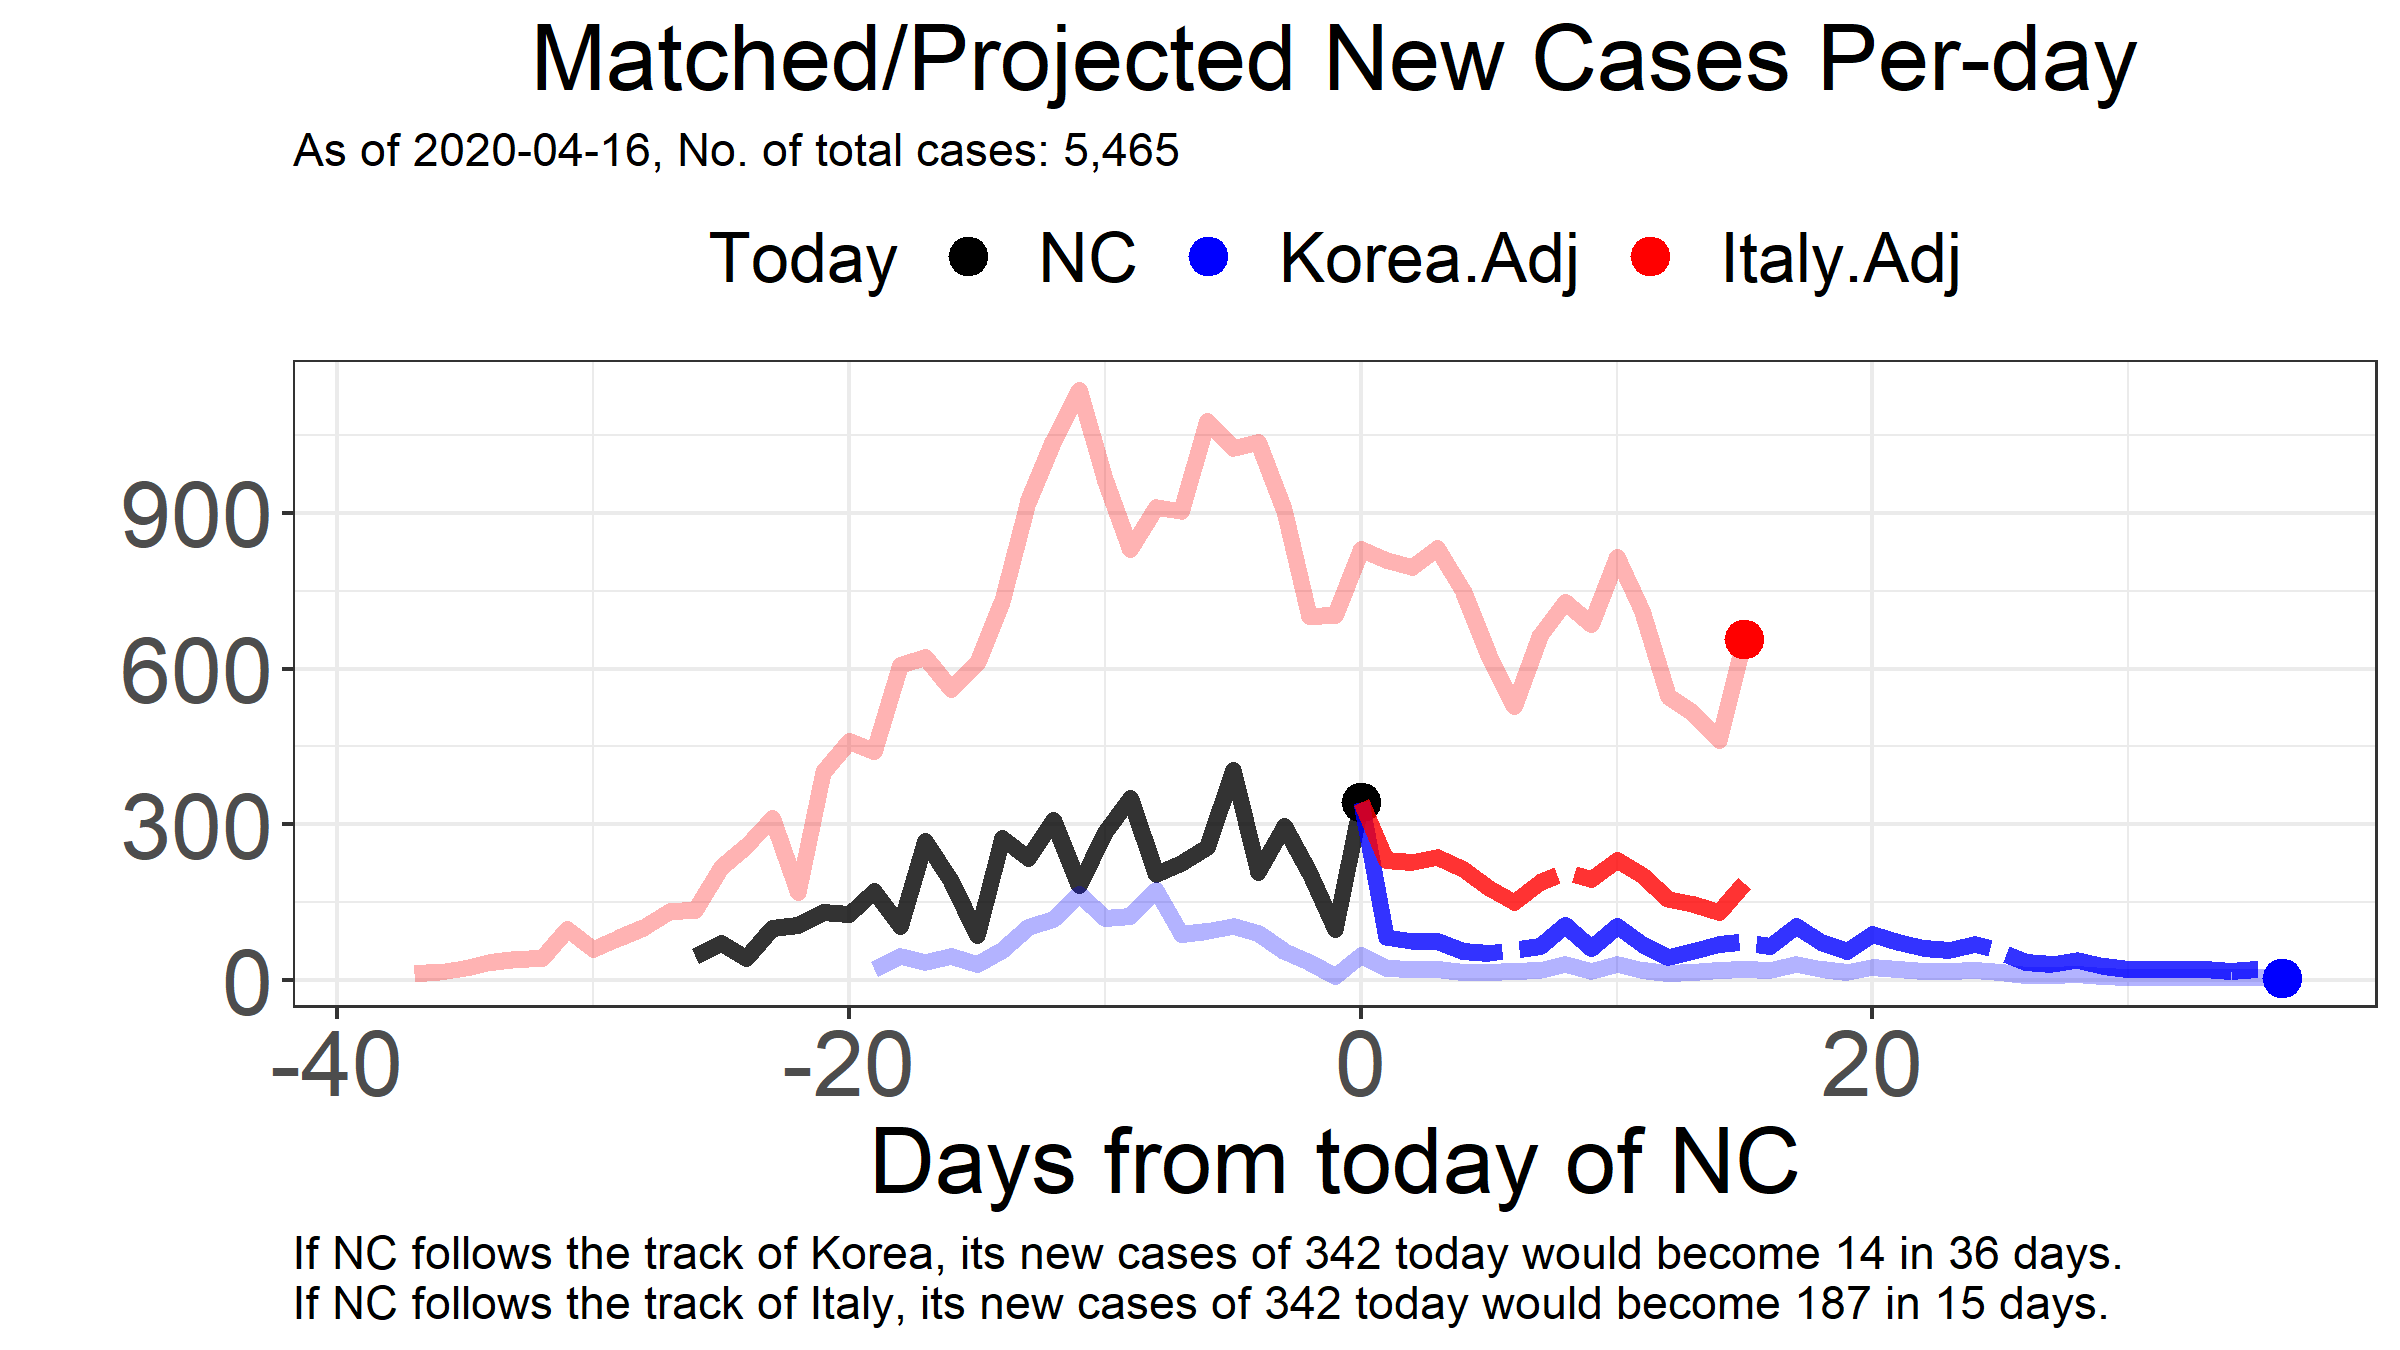 Matched/Projected New Cases Per-day
As of 2020-04-16, No. of total cases: 5,465
Today NC Korea.Adj Italy.Adj
900
600
300
0
-40 -20 0 20
Days from today of NC
If NC follows the track of Korea, its new cases of 342 today would become 14 in 36 days.
If NC follows the track of Italy, its new cases of 342 today would become 187 in 15 days.